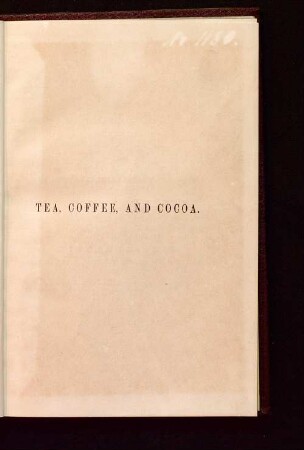 TEA, COFFEE, AND COCOA.